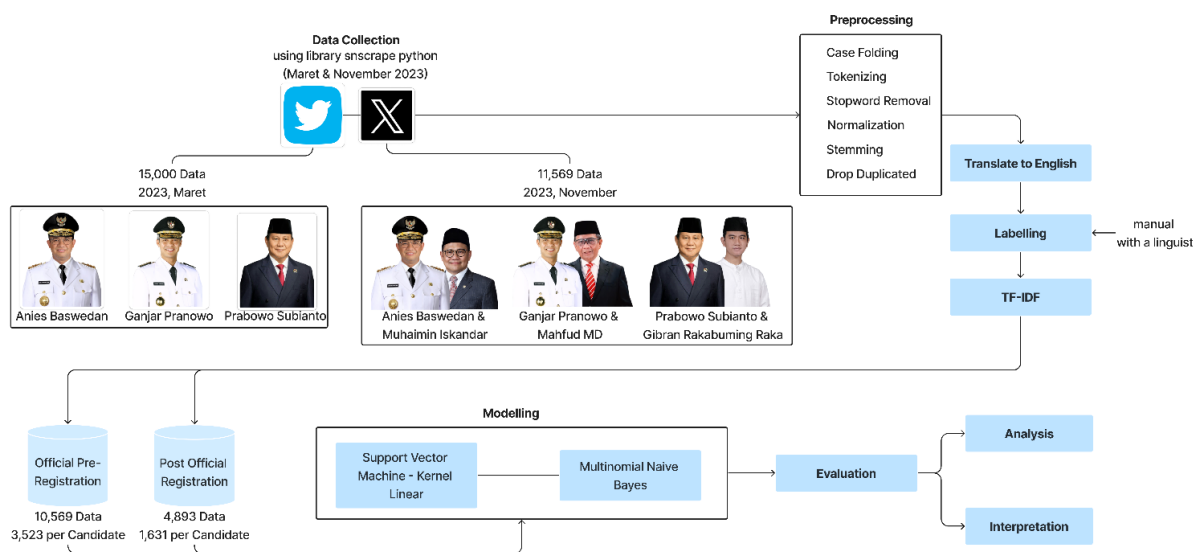 Data Collection
using library snscrape python
(Maret & November 2023)
Preprocessing
Case Folding
Tokenizing
Stopword Removal
Normalization
Stemming
Drop Duplicated
Translate to English
Labelling
manual
with a linguist
TF-IDF
15,000 Data
2023, Maret
Anies Baswedan
Ganjar Pranowo
Prabowo Subianto
11,569 Data
2023, November
Anies Baswedan &
Muhaimin Iskandar
Ganjar Pranowo &
Mahfud MD
Prabowo Subianto &
Gibran Rakabuming Raka
Official Pre-
Registration
10,569 Data
3,523 per Candidate
Post Official
Registration
4,893 Data
1,631 per Candidate
Modelling
Support Vector
Machine - Kernel
Linear
Multinomial Naive
Bayes
Evaluation
Analysis
Interpretation